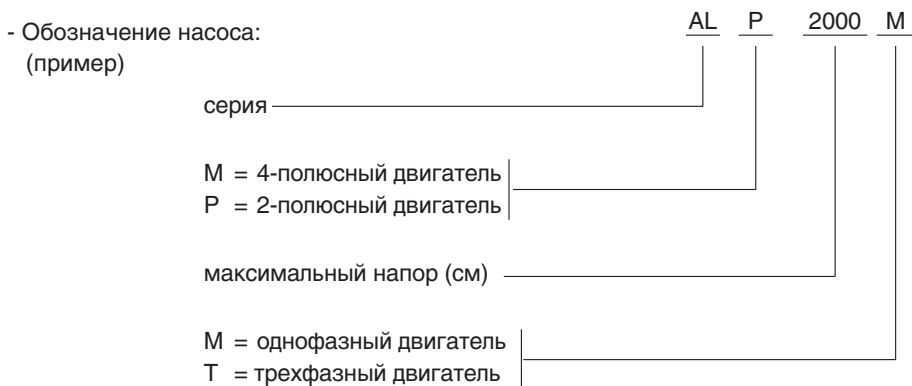 AL P 2000 M
- Обозначение насоса:
(пример)
серия
M = 4-полюсный двигатель
P = 2-полюсный двигатель
максимальный напор (см)
M = однофазный двигатель
T = трехфазный двигатель